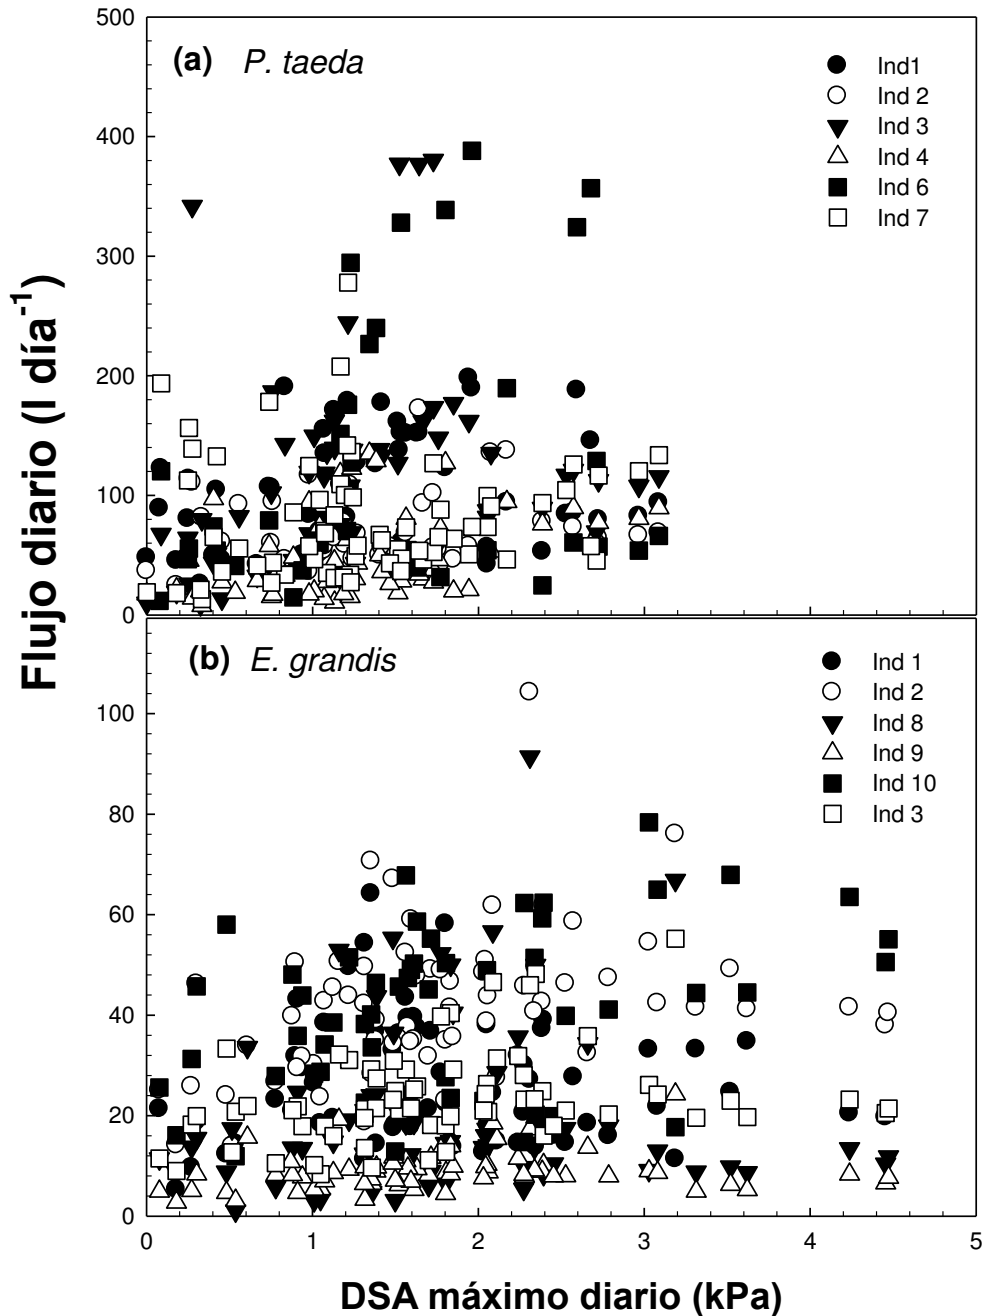 500
(a) P. taeda
Ind1
Ind 2
Ind 3
Ind 4
Ind 6
Ind 7
400
300
200
100
0
Flujo diario (l día-1)
(b) E. grandis
Ind 1
Ind 2
Ind 8
Ind 9
Ind 10
Ind 3
100
80
60
40
20
0
0 1 2 3 4 5
DSA máximo diario (kPa)